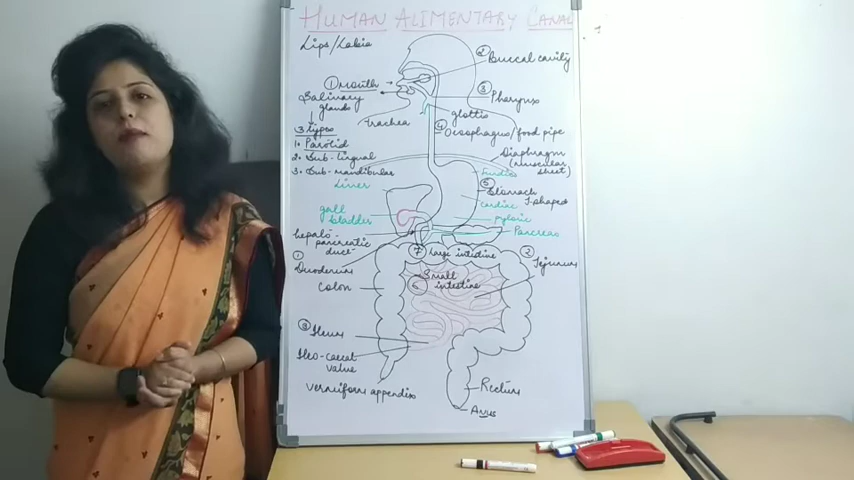 HUMAN ALIMENTARY CANAL
Lips/Labia
② Buccal cavity
① mouth
Salivary
glands
③ Pharynx
glottis
3 types
trachea
④ Oesophagus/food pipe
1. Parotid
2. Sub-lingual
3. Sub-mandibular
Diaphragm
(muscular
sheet)
Liver
fundic
⑤ Stomach
J-shaped
cardiac
gall
bladder
pyloric
Pancreas
hepato-
pancreatic
duct
① Duodenum
⑦ Large intestine
② Jejunum
Colon
Small
⑥ intestine
③ Ileum
Ileo-caecal
valve
Vermiform appendix
Rectum
Anus